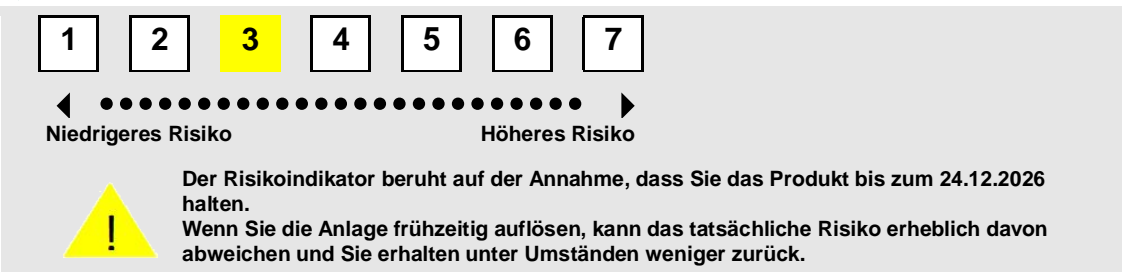 1 2 3 4 5 6 7
Niedrigeres Risiko Höheres Risiko
Der Risikoindikator beruht auf der Annahme, dass Sie das Produkt bis zum 24.12.2026
halten.
Wenn Sie die Anlage frühzeitig auflösen, kann das tatsächliche Risiko erheblich davon
abweichen und Sie erhalten unter Umständen weniger zurück.
!